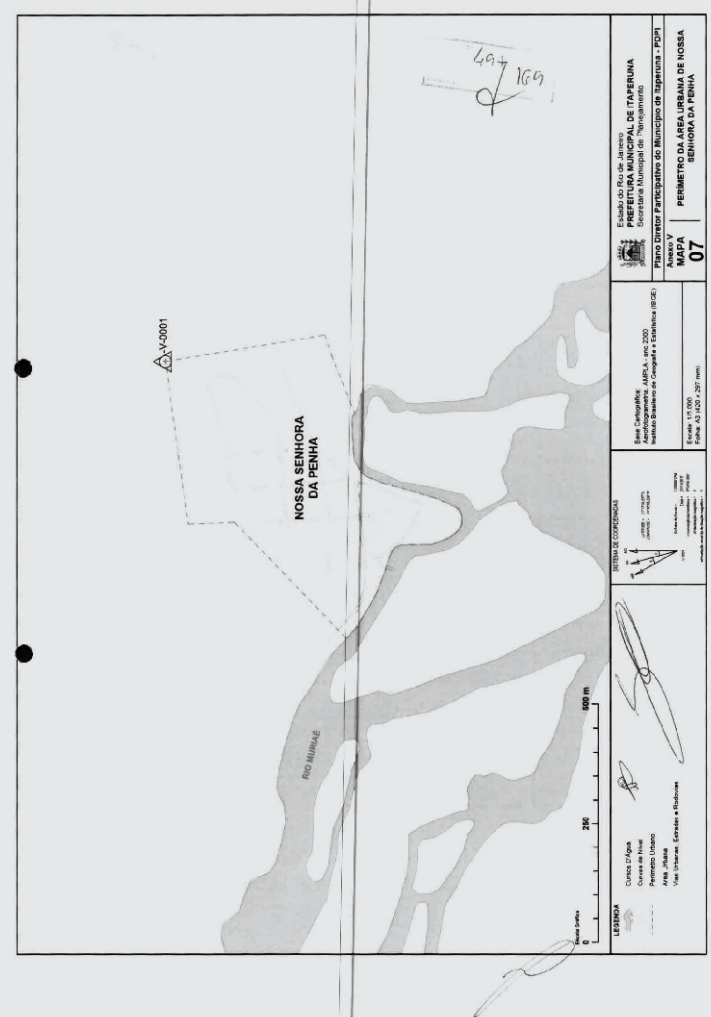 497
169
V-0001
NOSSA SENHORA
DA PENHA
RIO MURIAÉ
Escala Gráfica
0 250 500 m
LEGENDA
Cursos D'Água
Curvas de Nível
Perímetro Urbano
Área Urbana
Vias Urbanas, Estradas e Rodovias
SISTEMA DE COORDENADAS
Base Cartográfica:
Aerofotogrametria: AMPLA - ano 2000
Instituto Brasileiro de Geografia e Estatística (IBGE)
Escala: 1/5.000
Folha: A3 (420 x 297 mm)
Estado do Rio de Janeiro
PREFEITURA MUNICIPAL DE ITAPERUNA
Secretaria Municipal de Planejamento
Plano Diretor Participativo do Município de Itaperuna - PDPI
Anexo V
MAPA
07
PERÍMETRO DA ÁREA URBANA DE NOSSA
SENHORA DA PENHA